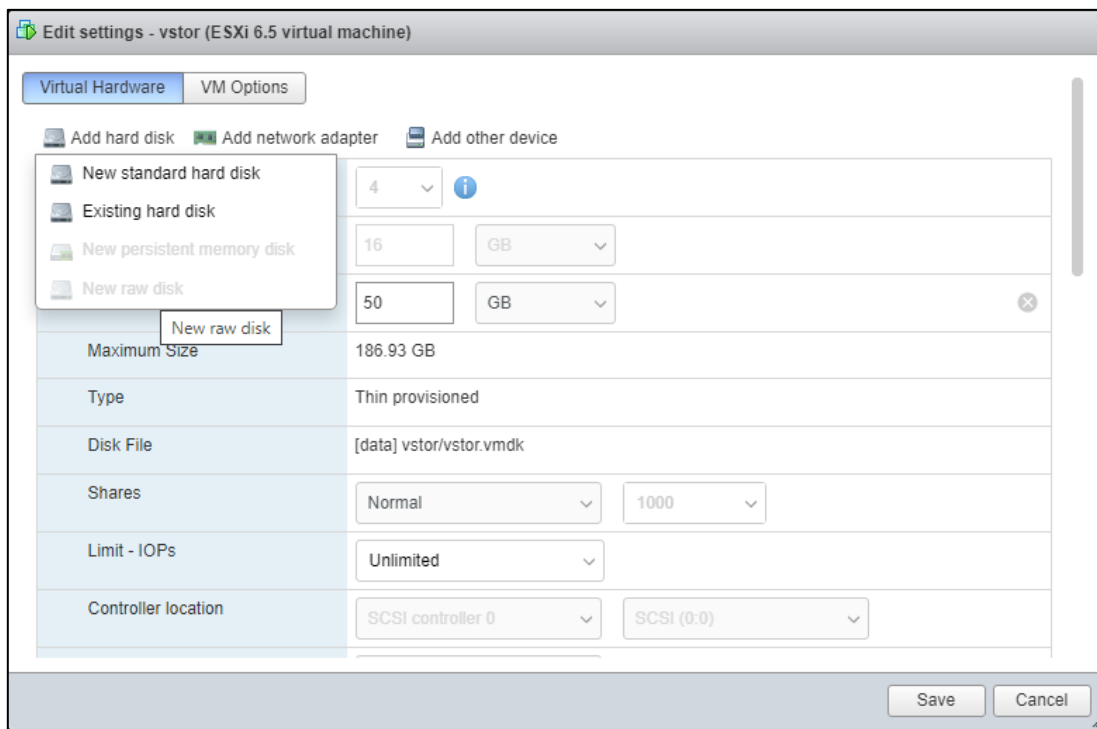 Edit settings - vstor (ESXi 6.5 virtual machine)
Virtual Hardware VM Options
Add hard disk Add network adapter Add other device
New standard hard disk
4
Existing hard disk
New persistent memory disk
16 GB
New raw disk
50 GB
New raw disk
Maximum Size 186.93 GB
Type Thin provisioned
Disk File [data] vstor/vstor.vmdk
Shares Normal 1000
Limit - IOPs Unlimited
Controller location SCSI controller 0 SCSI (0:0)
Save Cancel